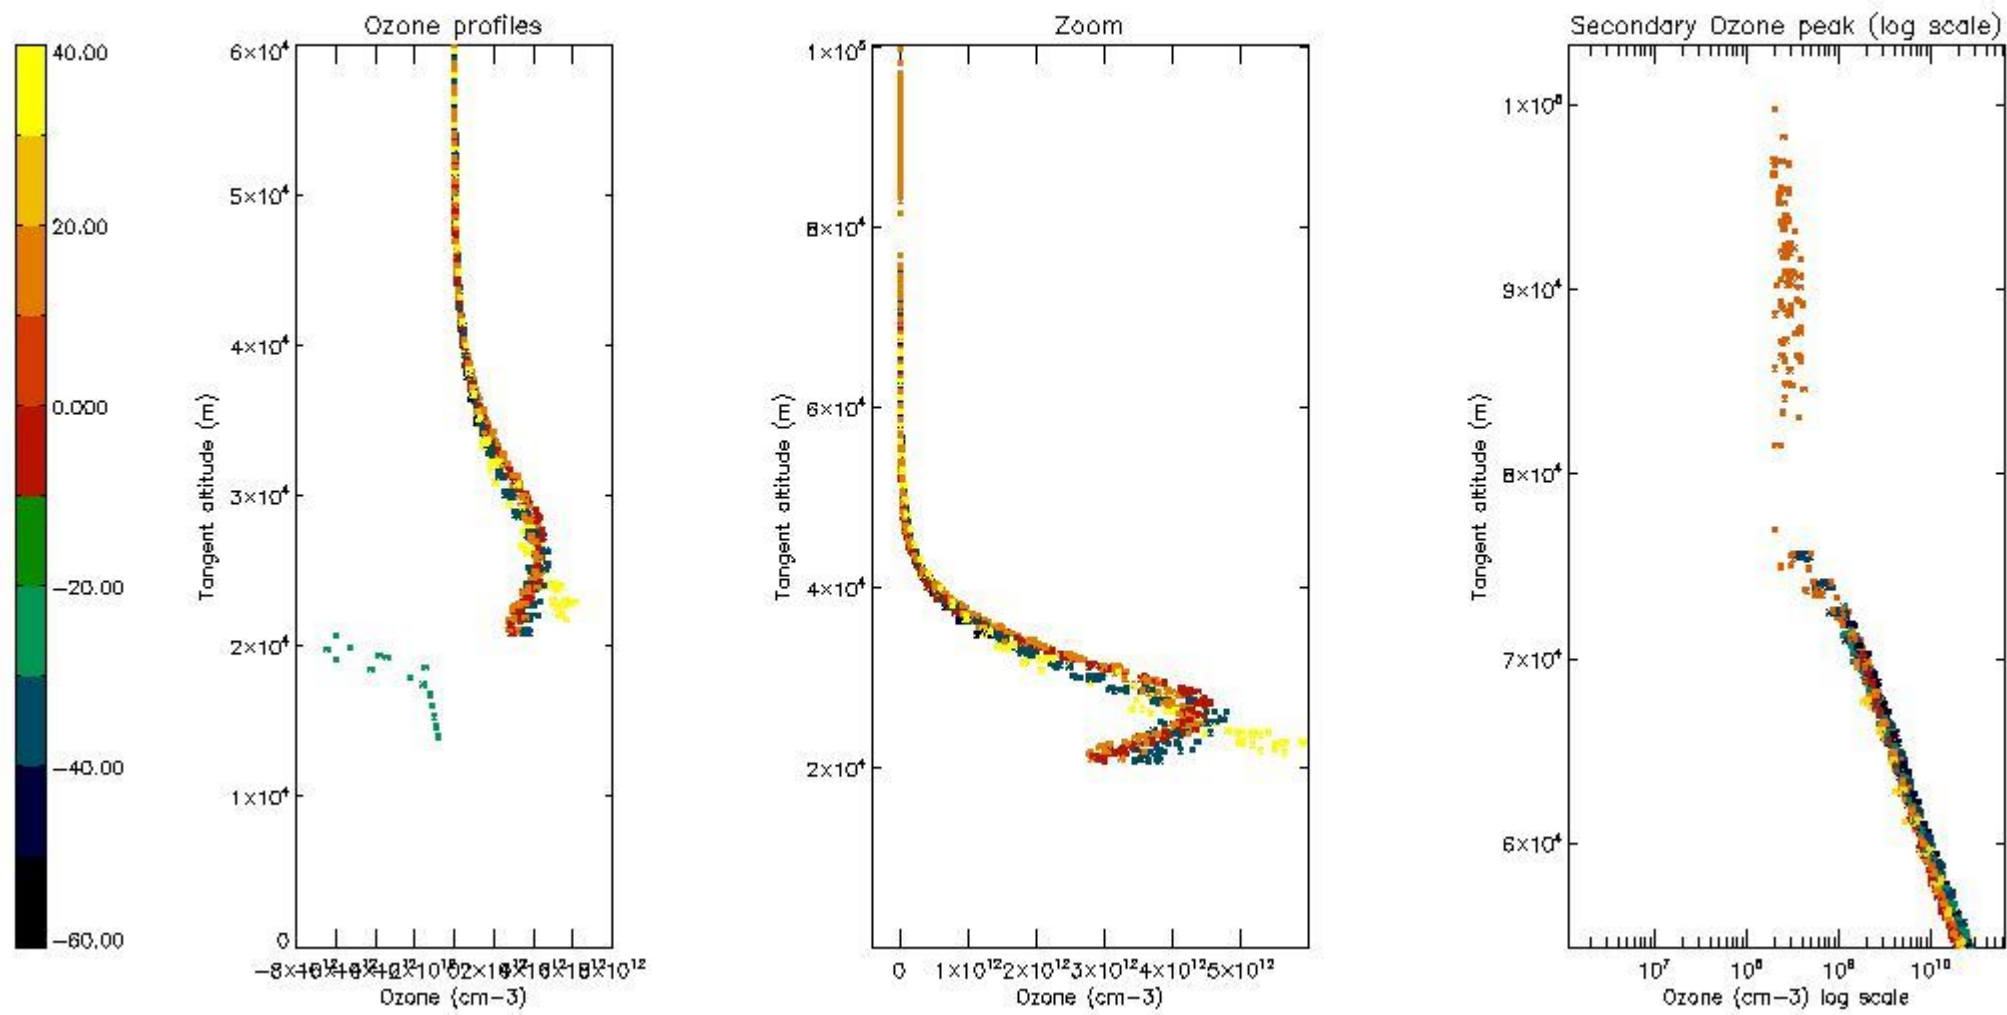 Ozone profiles
Zoom
Secondary Ozone peak (log scale)
40.00
20.00
0.000
−20.00
−40.00
−60.00
6×10⁴
5×10⁴
4×10⁴
3×10⁴
2×10⁴
1×10⁴
0
Tangent altitude (m)
Ozone (cm−3)
1×10⁵
8×10⁴
6×10⁴
4×10⁴
2×10⁴
Tangent altitude (m)
0 1×10¹² 2×10¹² 3×10¹² 4×10¹² 5×10¹²
Ozone (cm−3)
9×10⁴
8×10⁴
7×10⁴
6×10⁴
Tangent altitude (m)
10⁷ 10⁸ 10⁹ 10¹⁰
Ozone (cm−3) log scale